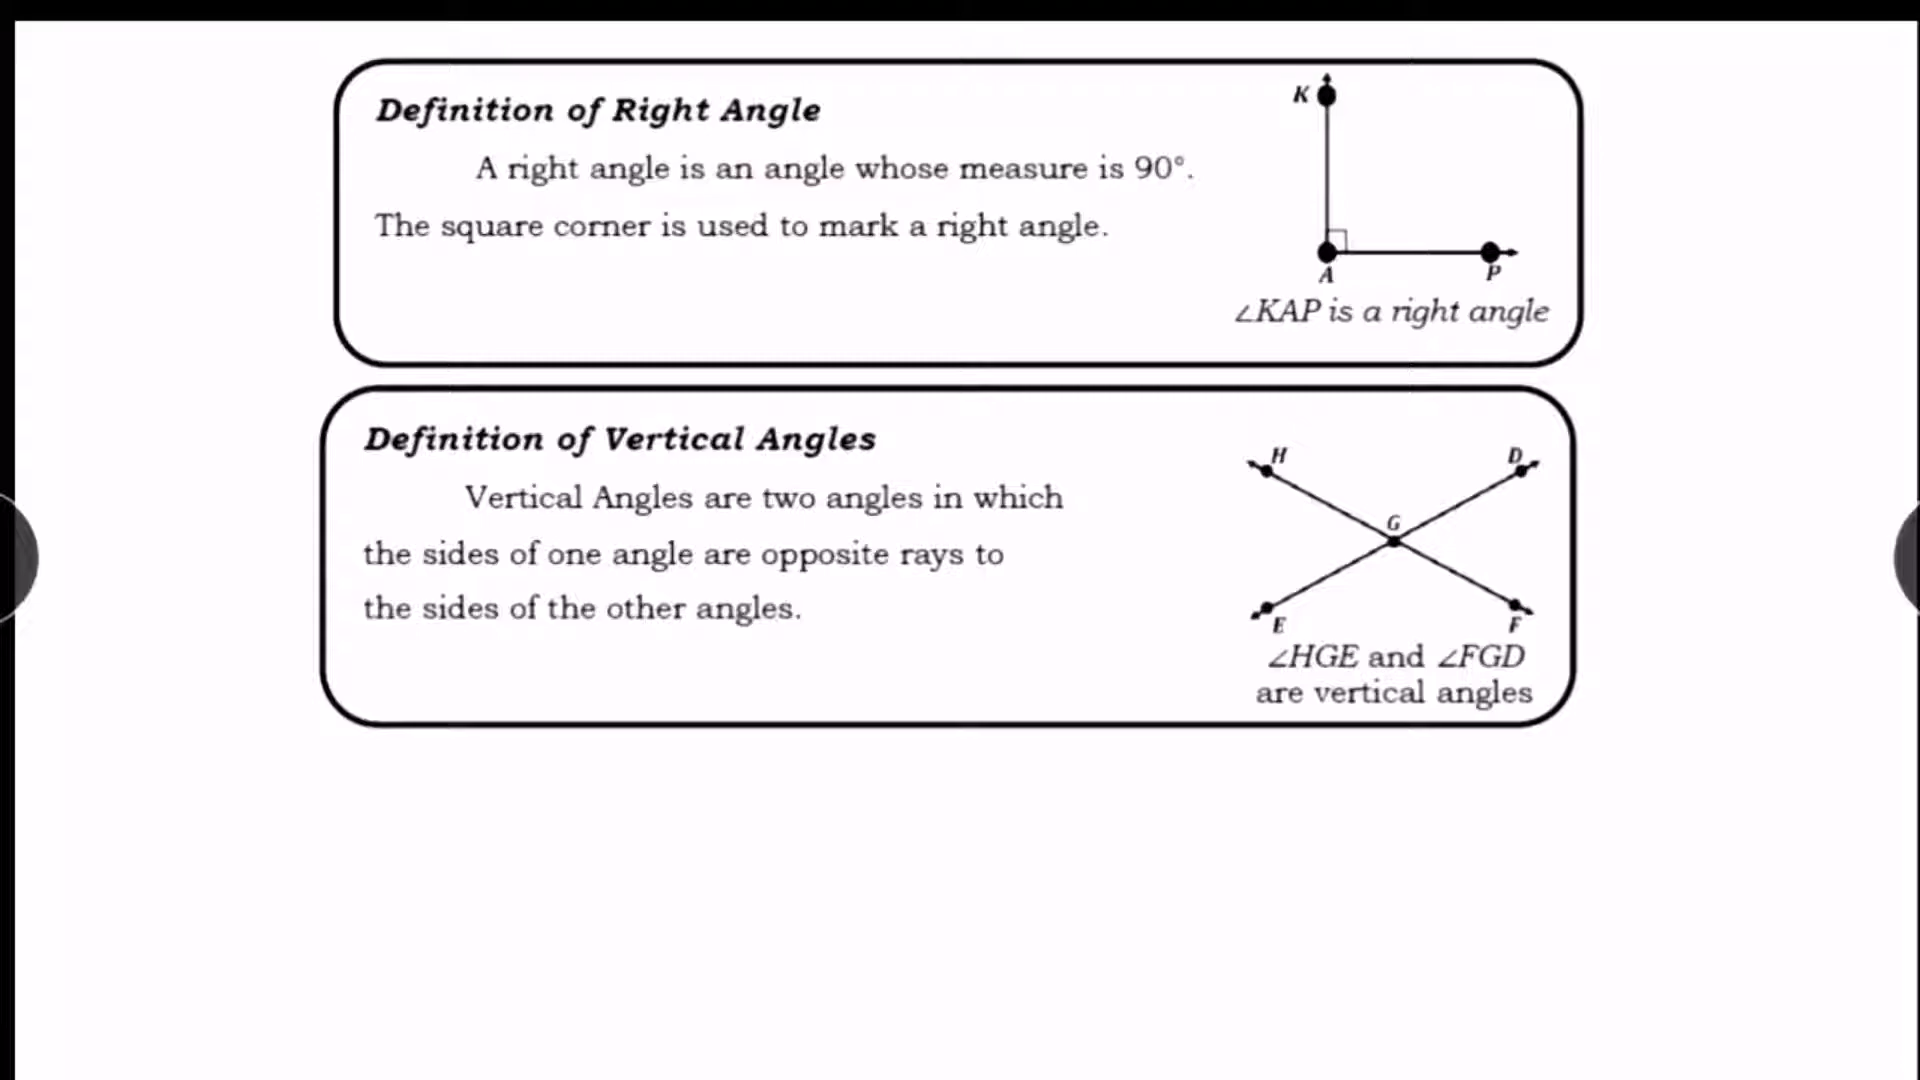 Definition of Right Angle
A right angle is an angle whose measure is 90°.
The square corner is used to mark a right angle.
K
A
P
∠KAP is a right angle
Definition of Vertical Angles
Vertical Angles are two angles in which
the sides of one angle are opposite rays to
the sides of the other angles.
H
D
G
E
F
∠HGE and ∠FGD
are vertical angles